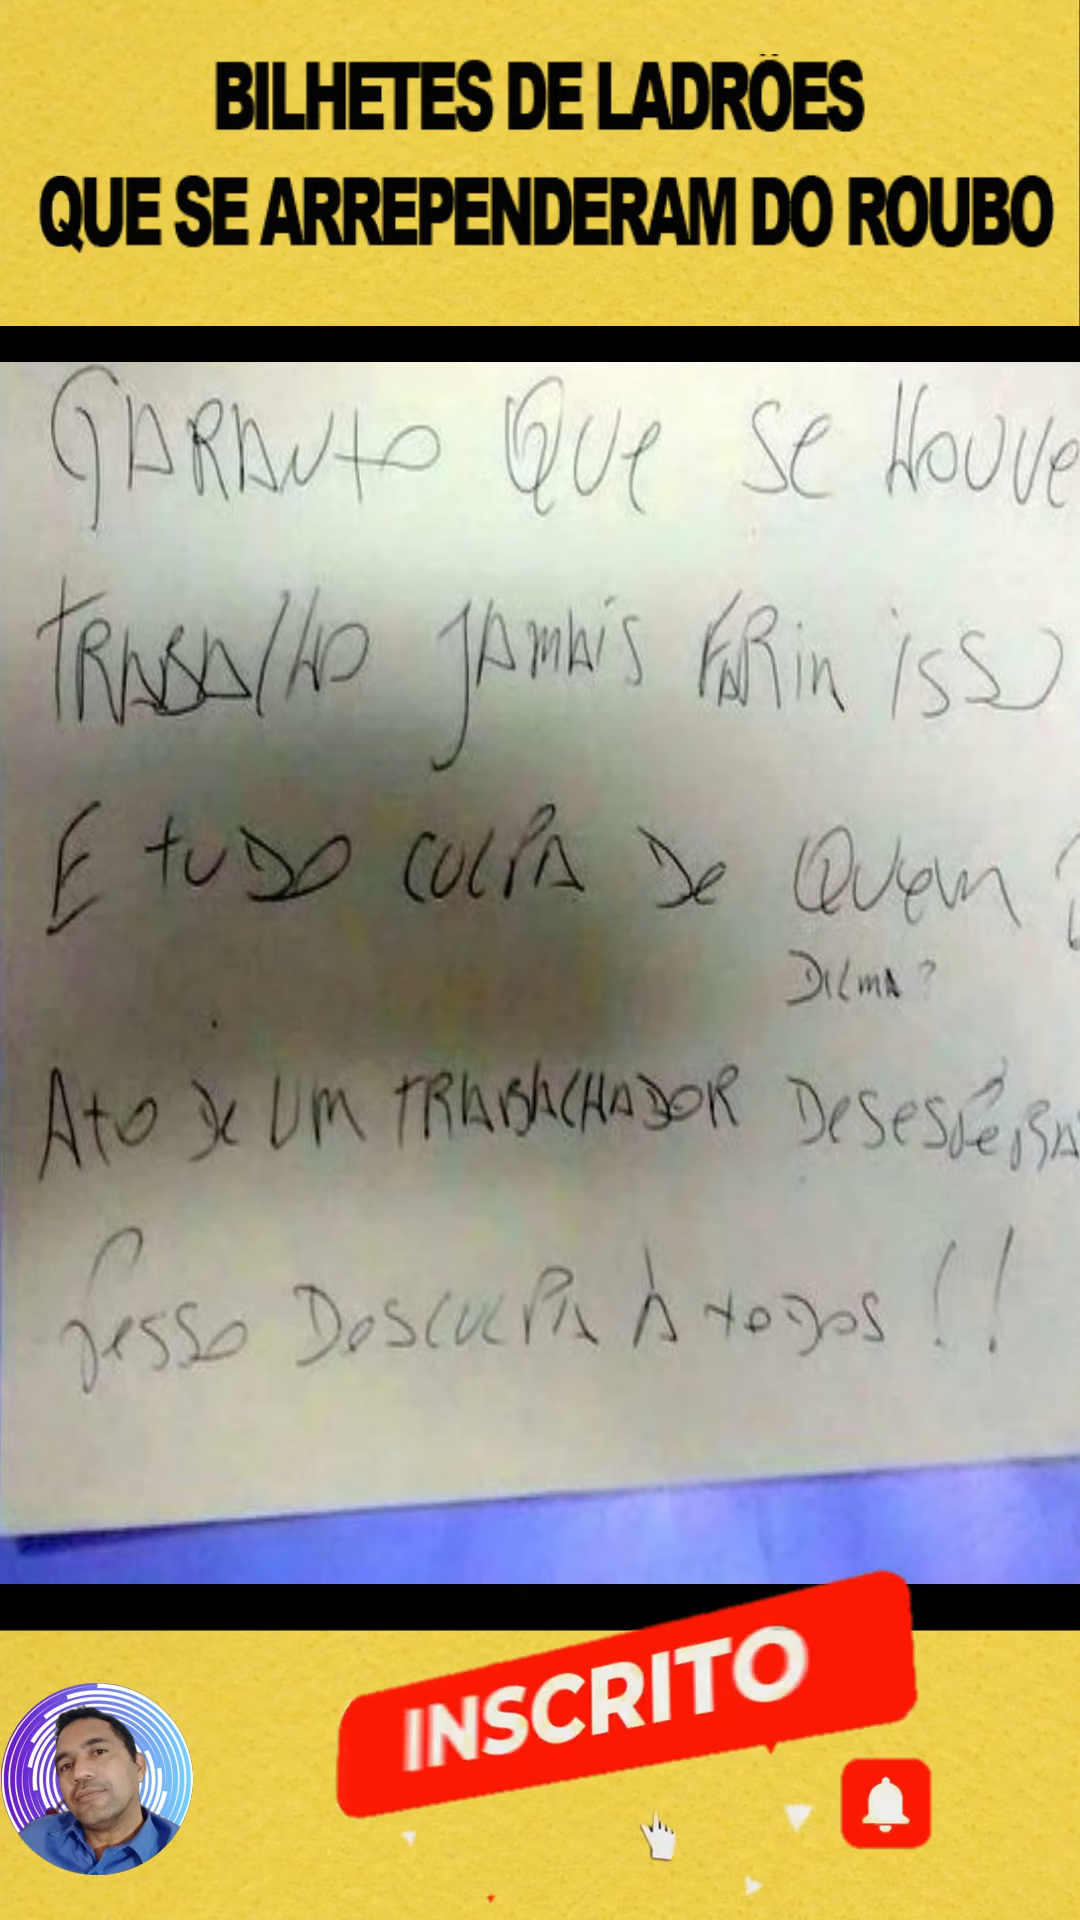 BILHETES DE LADRÕES
QUE SE ARREPENDERAM DO ROUBO
GARANTO QUE SE HOUVE
TRABALHO JAMAIS FARIA ISSO
E TUDO CULPA DE QUEM ?
DILMA?
ATO DE UM TRABALHADOR DESESPERA
PESSO DESCULPA À TODOS !!
INSCRITO